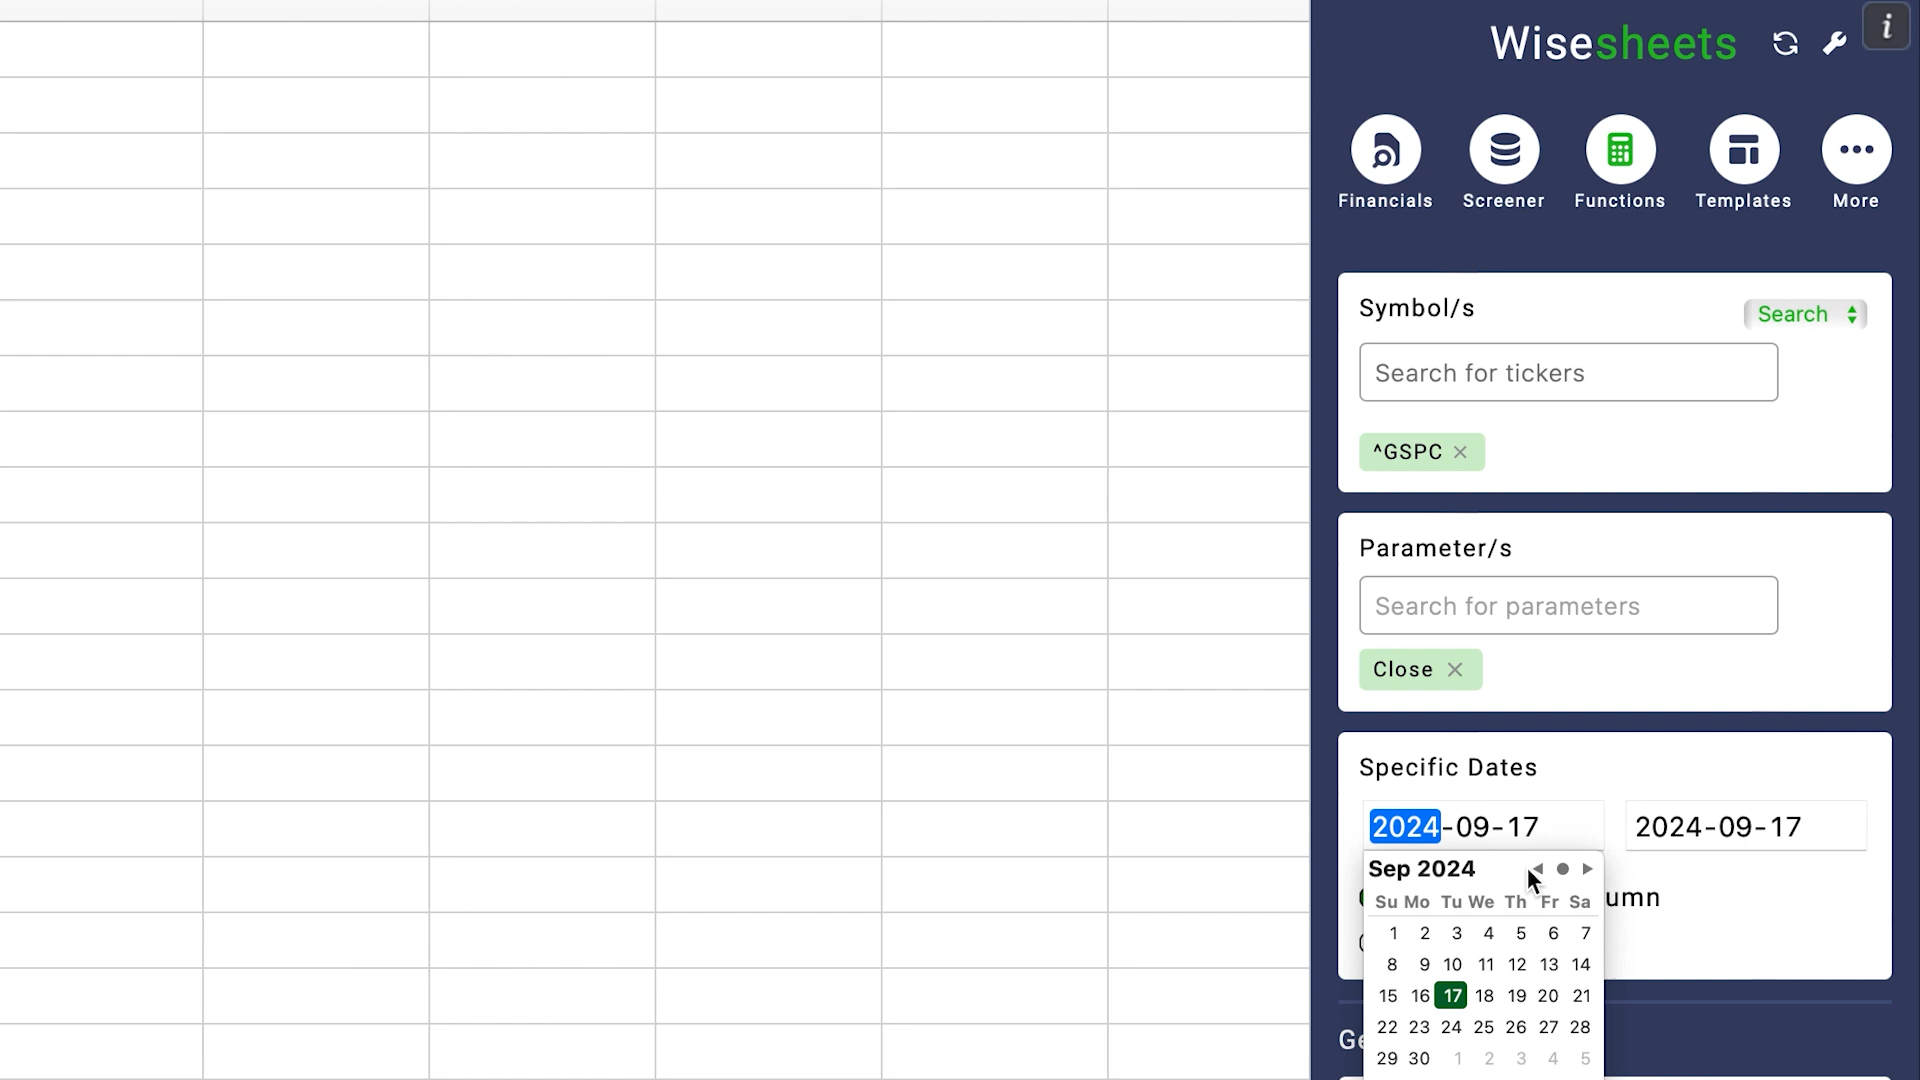 Wisesheets
i
Financials Screener Functions Templates More
Symbol/s
Search
Search for tickers
^GSPC ×
Parameter/s
Search for parameters
Close ×
Specific Dates
2024-09-17 2024-09-17
Sep 2024
umn
Su Mo Tu We Th Fr Sa
1 2 3 4 5 6 7
8 9 10 11 12 13 14
15 16 17 18 19 20 21
22 23 24 25 26 27 28
Ge
29 30 1 2 3 4 5